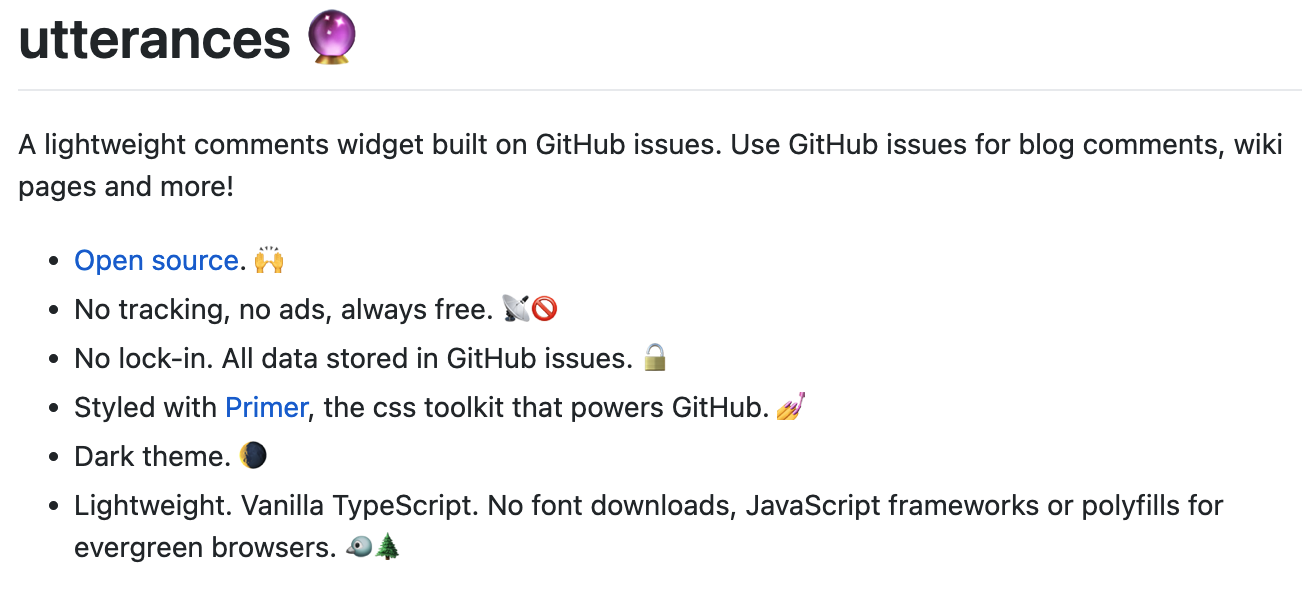 utterances 🔮
A lightweight comments widget built on GitHub issues. Use GitHub issues for blog comments, wiki
pages and more!
• Open source. 🙌
• No tracking, no ads, always free. 📡🚫
• No lock-in. All data stored in GitHub issues. 🔓
• Styled with Primer, the css toolkit that powers GitHub. 💅
• Dark theme. 🌘
• Lightweight. Vanilla TypeScript. No font downloads, JavaScript frameworks or polyfills for
evergreen browsers. 🐦🌲